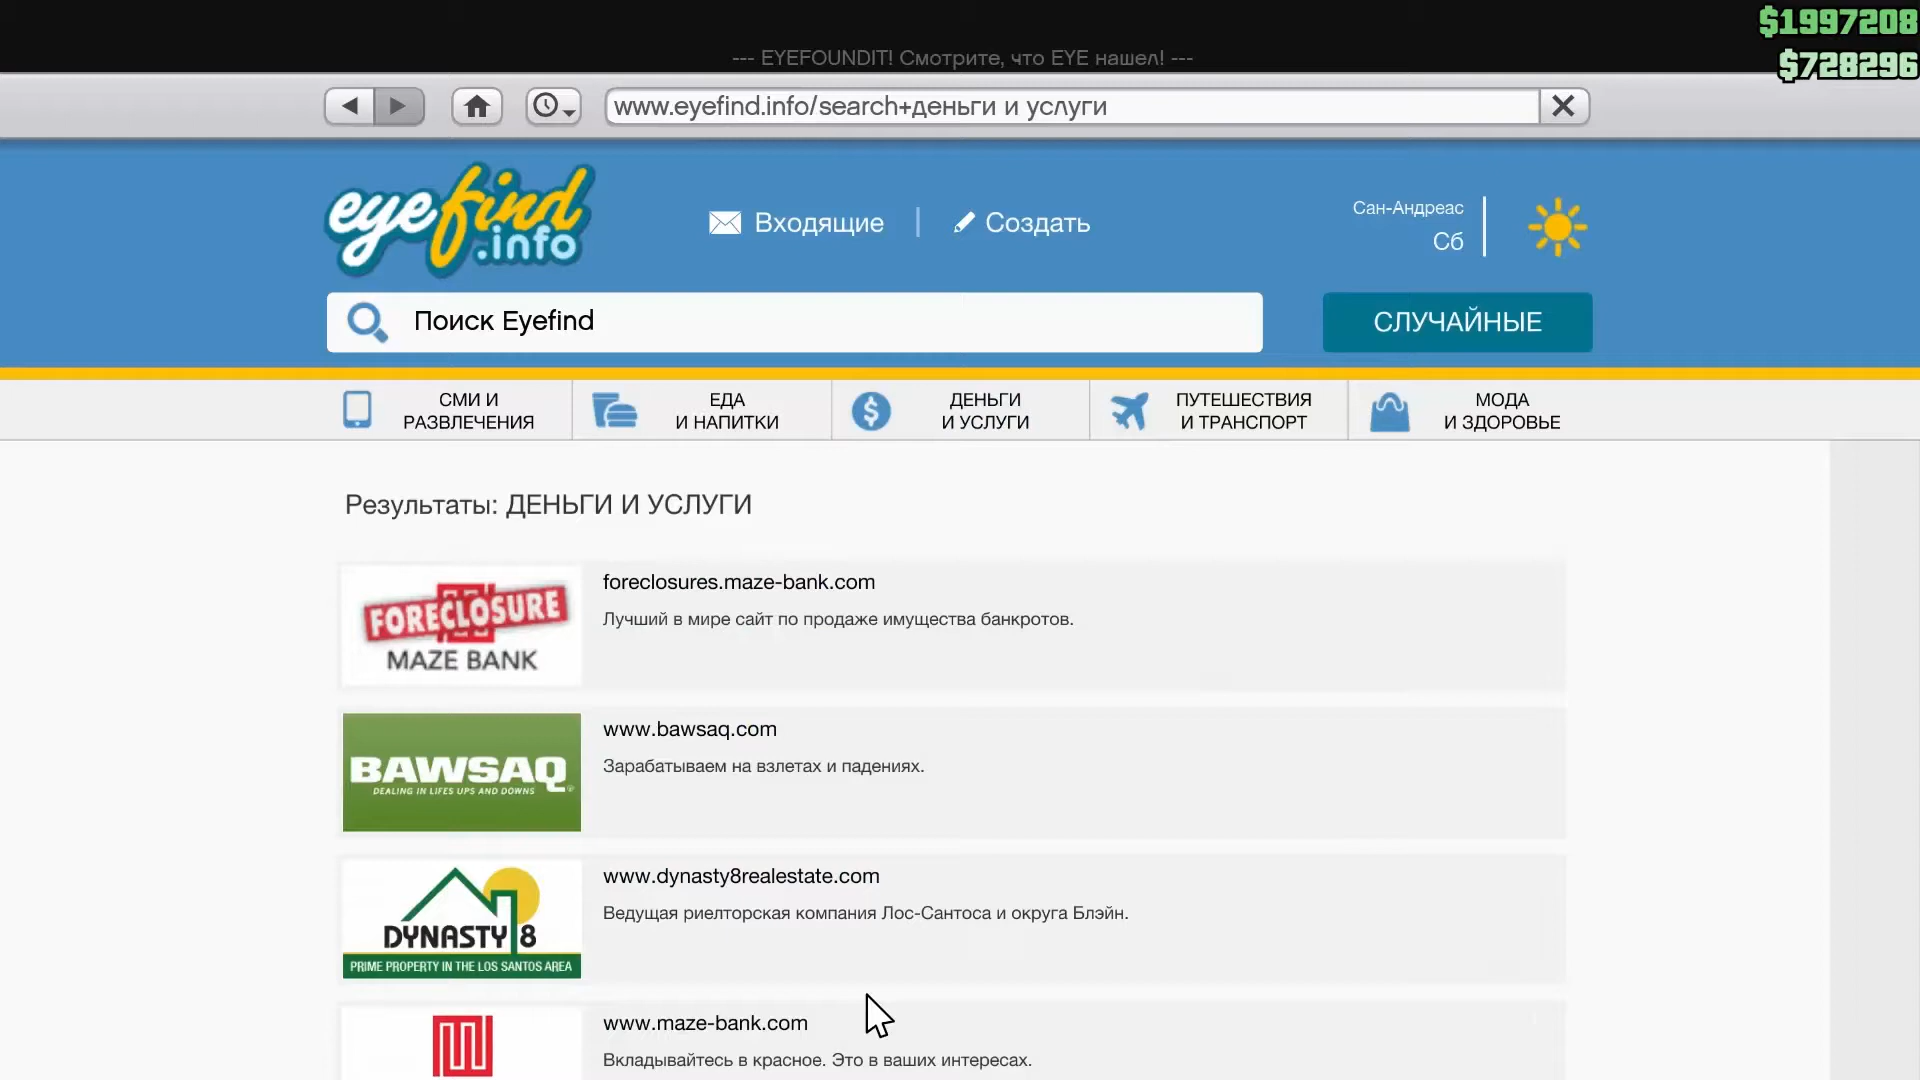 $1997208
--- EYEFOUNDIT! Смотрите, что EYE нашел! ---
$728296
www.eyefind.info/search+деньги и услуги
eyefind
.info
Входящие
Создать
Сан-Андреас
Сб
Поиск Eyefind
СЛУЧАЙНЫЕ
СМИ И
РАЗВЛЕЧЕНИЯ
ЕДА
И НАПИТКИ
ДЕНЬГИ
И УСЛУГИ
ПУТЕШЕСТВИЯ
И ТРАНСПОРТ
МОДА
И ЗДОРОВЬЕ
Результаты: ДЕНЬГИ И УСЛУГИ
FORECLOSURE
MAZE BANK
foreclosures.maze-bank.com
Лучший в мире сайт по продаже имущества банкротов.
BAWSAQ
DEALING IN LIFES UPS AND DOWNS
www.bawsaq.com
Зарабатываем на взлетах и падениях.
DYNASTY 8
PRIME PROPERTY IN THE LOS SANTOS AREA
www.dynasty8realestate.com
Ведущая риелторская компания Лос-Сантоса и округа Блэйн.
www.maze-bank.com
Вкладывайтесь в красное. Это в ваших интересах.